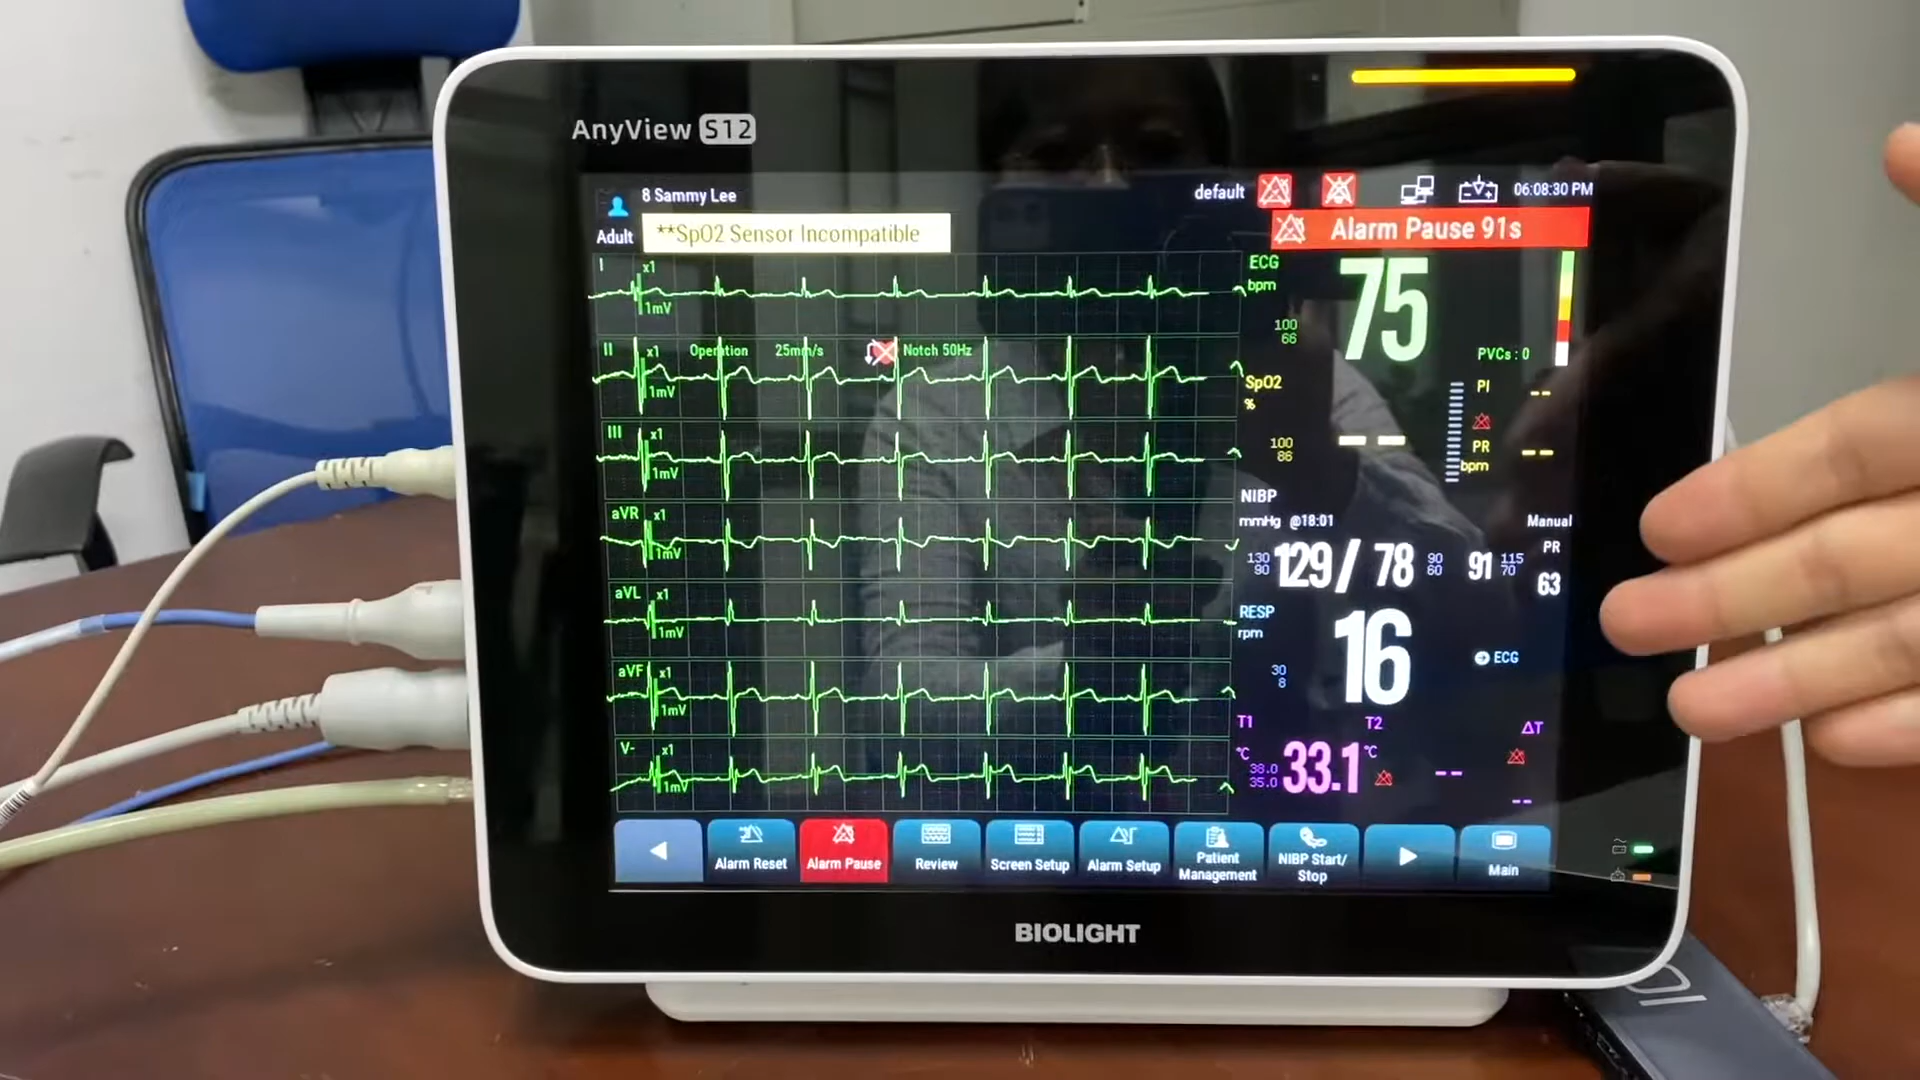 AnyView S12
8 Sammy Lee
default
06:08:30 PM
Adult
**SpO2 Sensor Incompatible
Alarm Pause 91s
I
x1
1mV
II
x1
Operation
25mm/s
Notch 50Hz
1mV
III
x1
1mV
aVR
x1
1mV
aVL
x1
1mV
aVF
x1
1mV
V-
x1
1mV
ECG
bpm
75
100
66
PVCs : 0
SpO2
%
100
86
-- --
PI
--
PR
bpm
--
NIBP
mmHg @18:01
Manual
130
90
129/ 78
90
60
91
115
70
PR
63
RESP
rpm
16
30
8
ECG
T1
°C
38.0
35.0
33.1
T2
°C
--
ΔT
--
Alarm Reset
Alarm Pause
Review
Screen Setup
Alarm Setup
Patient
Management
NIBP Start/
Stop
Main
BIOLIGHT